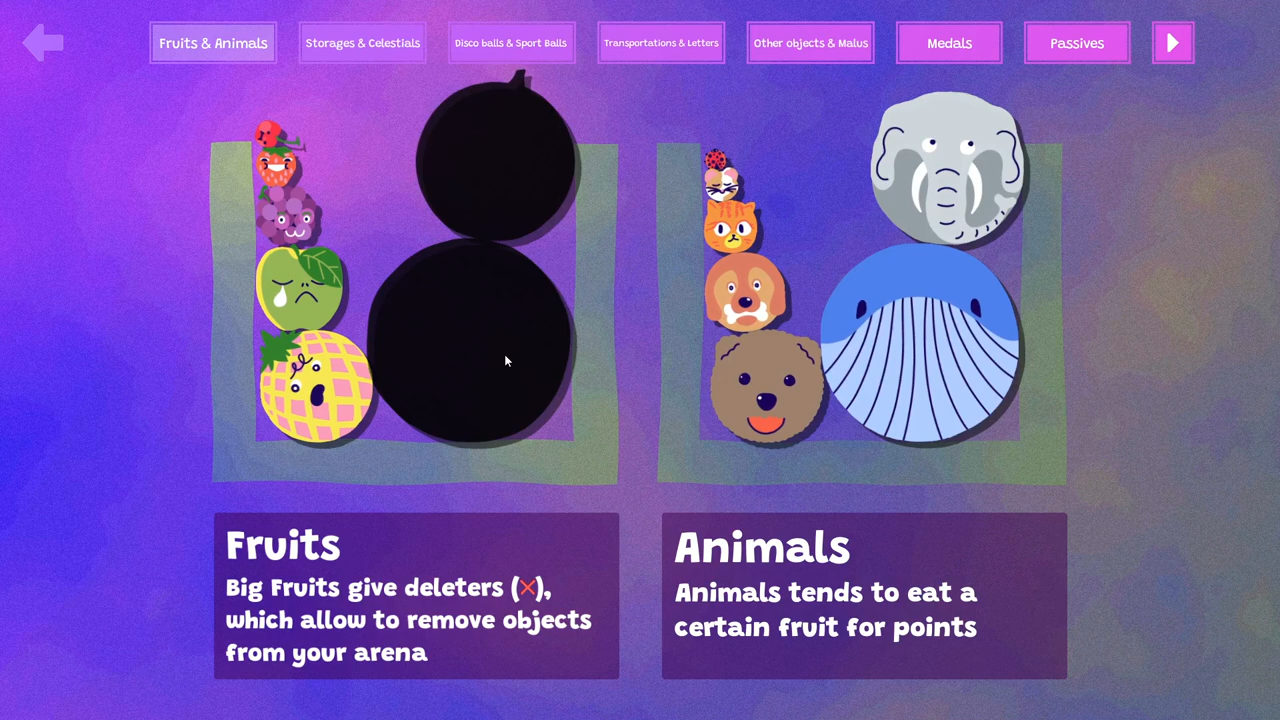 Fruits & Animals
Storages & Celestials
Disco balls & Sport Balls
Transportations & Letters
Other objects & Malus
Medals
Passives
Fruits
Big Fruits give deleters (×),
which allow to remove objects
from your arena
Animals
Animals tends to eat a
certain fruit for points